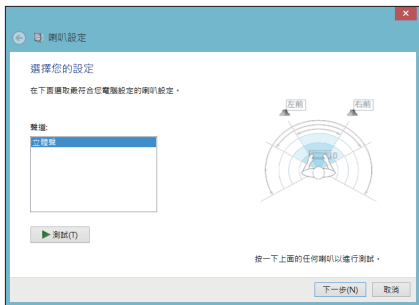 喇叭設定
選擇您的設定
在下面選取最符合您電腦設定的喇叭設定。
左前
右前
聲道:
立體聲
測試(T)
按一下上面的任何喇叭以進行測試。
下一步(N)
取消